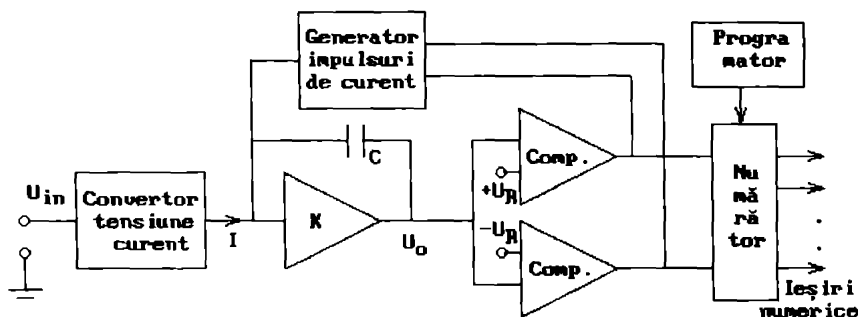 Generator
impulsuri
de curent
Progra
mator
C
Comp.
+U_R
U_in
Convertor
tensiune
curent
I
K
U_o
-U_R
Comp.
Nu
mă
ră
tor
Ieşiri
numerice